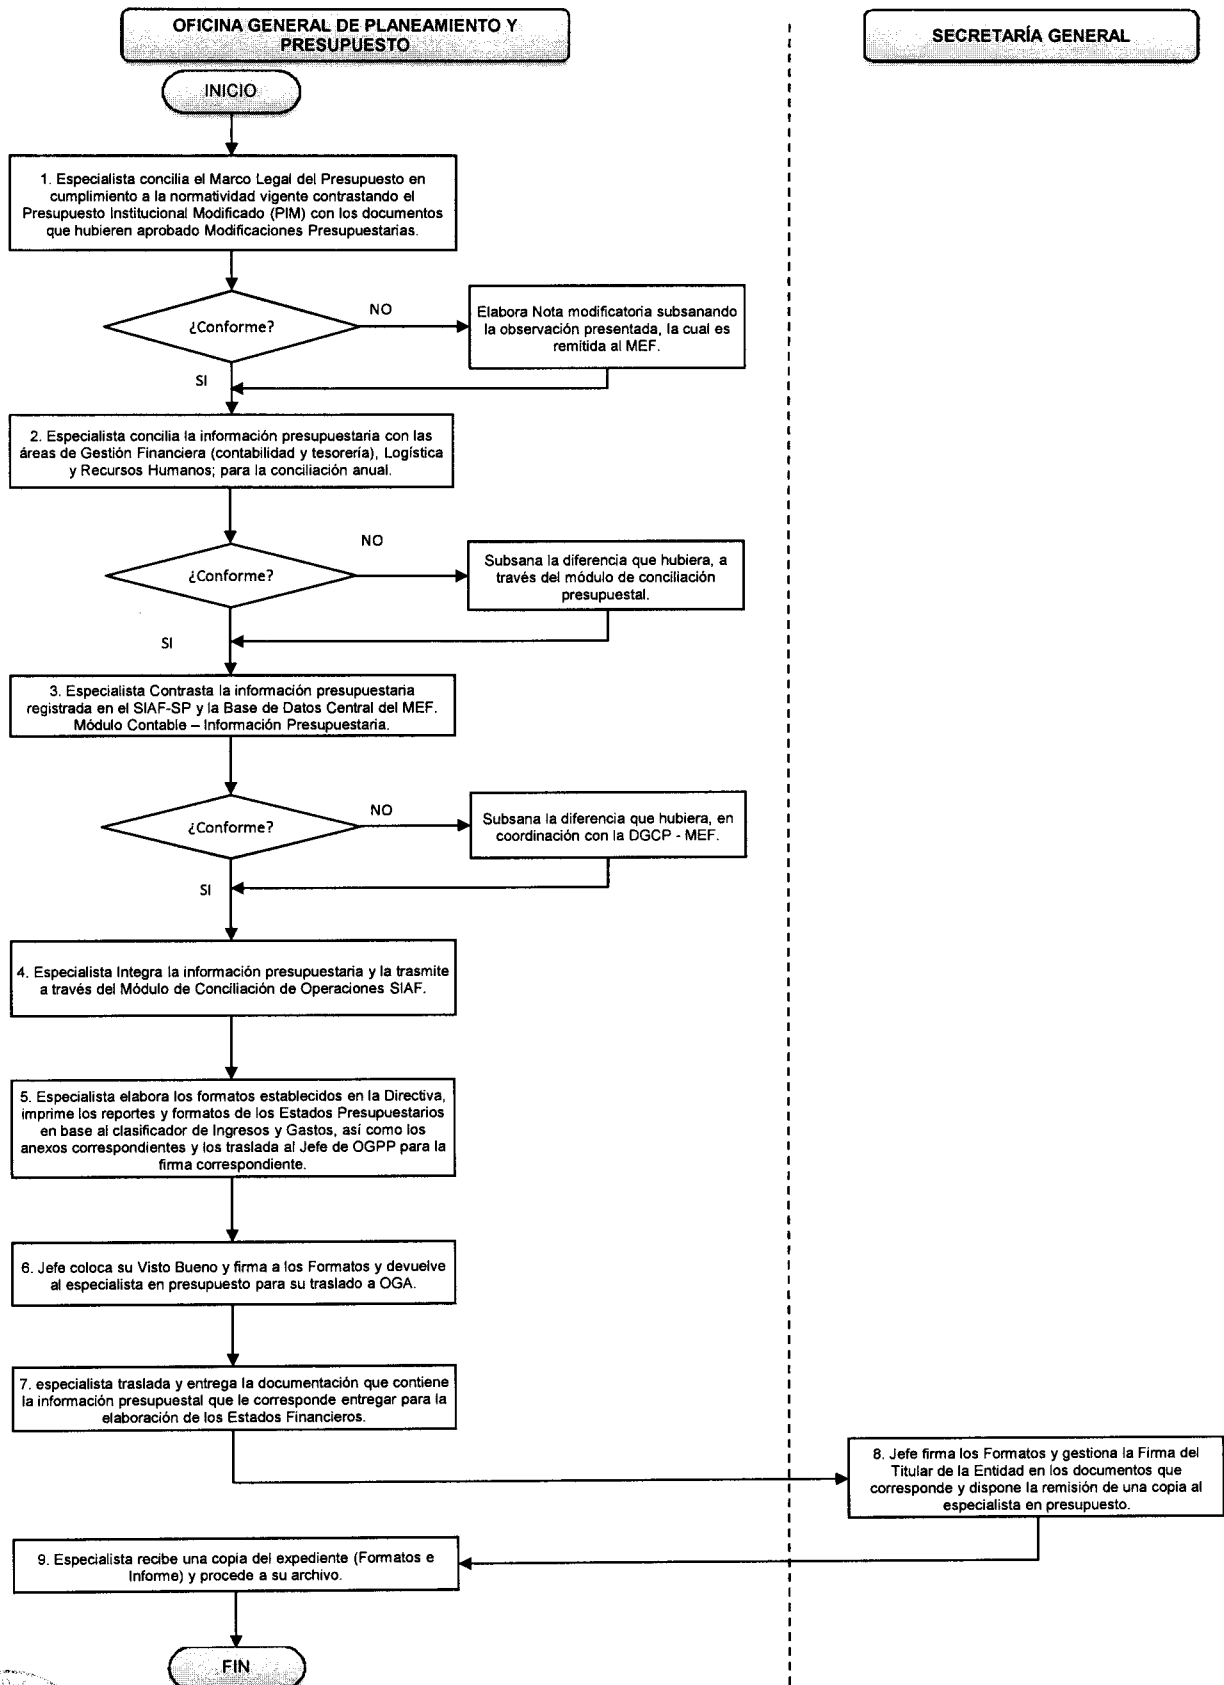 OFICINA GENERAL DE PLANEAMIENTO Y
PRESUPUESTO
SECRETARÍA GENERAL
INICIO
1. Especialista concilia el Marco Legal del Presupuesto en
cumplimiento a la normatividad vigente contrastando el
Presupuesto Institucional Modificado (PIM) con los documentos
que hubieren aprobado Modificaciones Presupuestarias.
¿Conforme?
NO
Elabora Nota modificatoria subsanando
la observación presentada, la cual es
remitida al MEF.
SI
2. Especialista concilia la información presupuestaria con las
áreas de Gestión Financiera (contabilidad y tesorería), Logística
y Recursos Humanos; para la conciliación anual.
¿Conforme?
NO
Subsana la diferencia que hubiera, a
través del módulo de conciliación
presupuestal.
SI
3. Especialista Contrasta la información presupuestaria
registrada en el SIAF-SP y la Base de Datos Central del MEF.
Módulo Contable – Información Presupuestaria.
¿Conforme?
NO
Subsana la diferencia que hubiera, en
coordinación con la DGCP - MEF.
SI
4. Especialista Integra la información presupuestaria y la trasmite
a través del Módulo de Conciliación de Operaciones SIAF.
5. Especialista elabora los formatos establecidos en la Directiva,
imprime los reportes y formatos de los Estados Presupuestarios
en base al clasificador de Ingresos y Gastos, así como los
anexos correspondientes y los traslada al Jefe de OGPP para la
firma correspondiente.
6. Jefe coloca su Visto Bueno y firma a los Formatos y devuelve
al especialista en presupuesto para su traslado a OGA.
7. especialista traslada y entrega la documentación que contiene
la información presupuestal que le corresponde entregar para la
elaboración de los Estados Financieros.
8. Jefe firma los Formatos y gestiona la Firma del
Titular de la Entidad en los documentos que
corresponde y dispone la remisión de una copia al
especialista en presupuesto.
9. Especialista recibe una copia del expediente (Formatos e
Informe) y procede a su archivo.
FIN